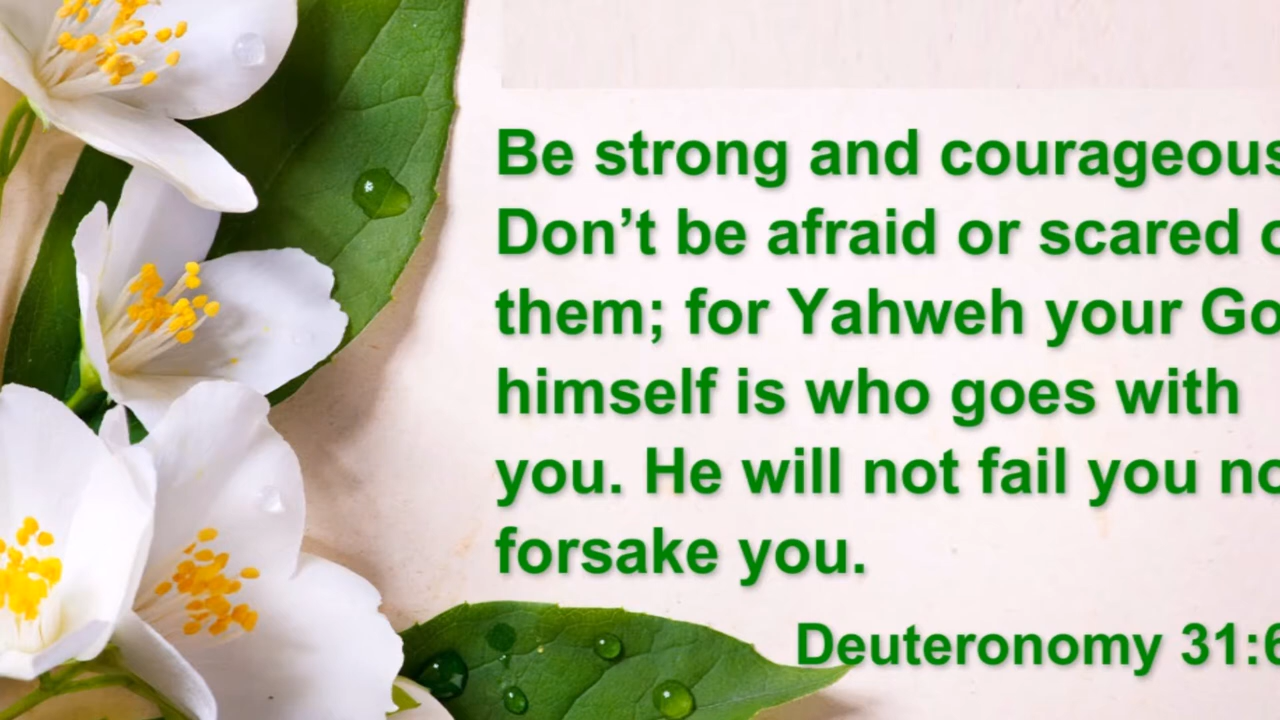 Be strong and courageous
Don’t be afraid or scared o
them; for Yahweh your Go
himself is who goes with
you. He will not fail you no
forsake you.
Deuteronomy 31:6